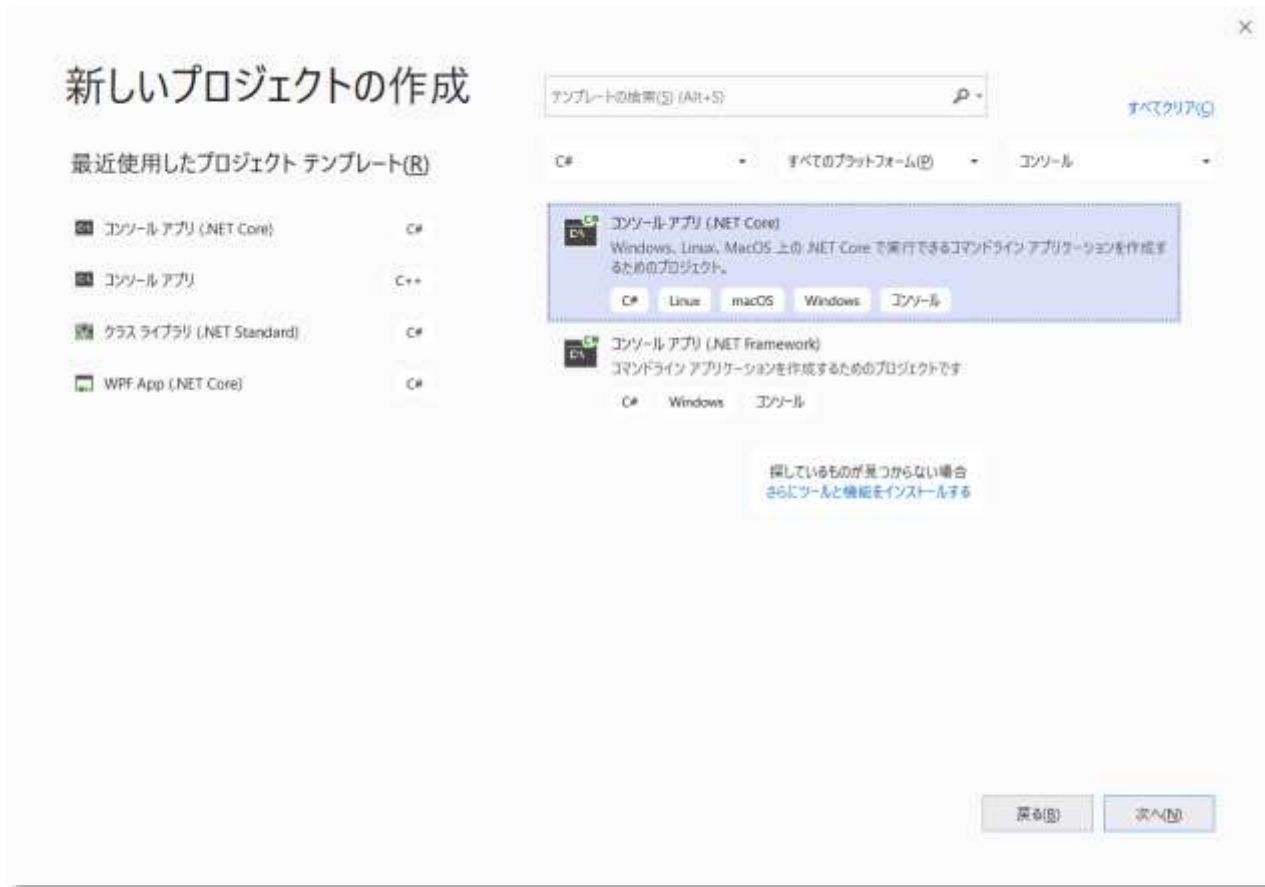 新しいプロジェクトの作成
最近使用したプロジェクト テンプレート(R)
コンソール アプリ (.NET Core) C#
コンソール アプリ C++
クラス ライブラリ (.NET Standard) C#
WPF App (.NET Core) C#
テンプレートの検索(S) (Alt+S)
すべてクリア(C)
C# すべてのプラットフォーム(P) コンソール
コンソール アプリ (.NET Core)
Windows、Linux、MacOS 上の .NET Core で実行できるコマンドライン アプリケーションを作成す
るためのプロジェクト。
C# Linux macOS Windows コンソール
コンソール アプリ (.NET Framework)
コマンドライン アプリケーションを作成するためのプロジェクトです
C# Windows コンソール
探しているものが見つからない場合
さらにツールと機能をインストールする
戻る(B) 次へ(N)